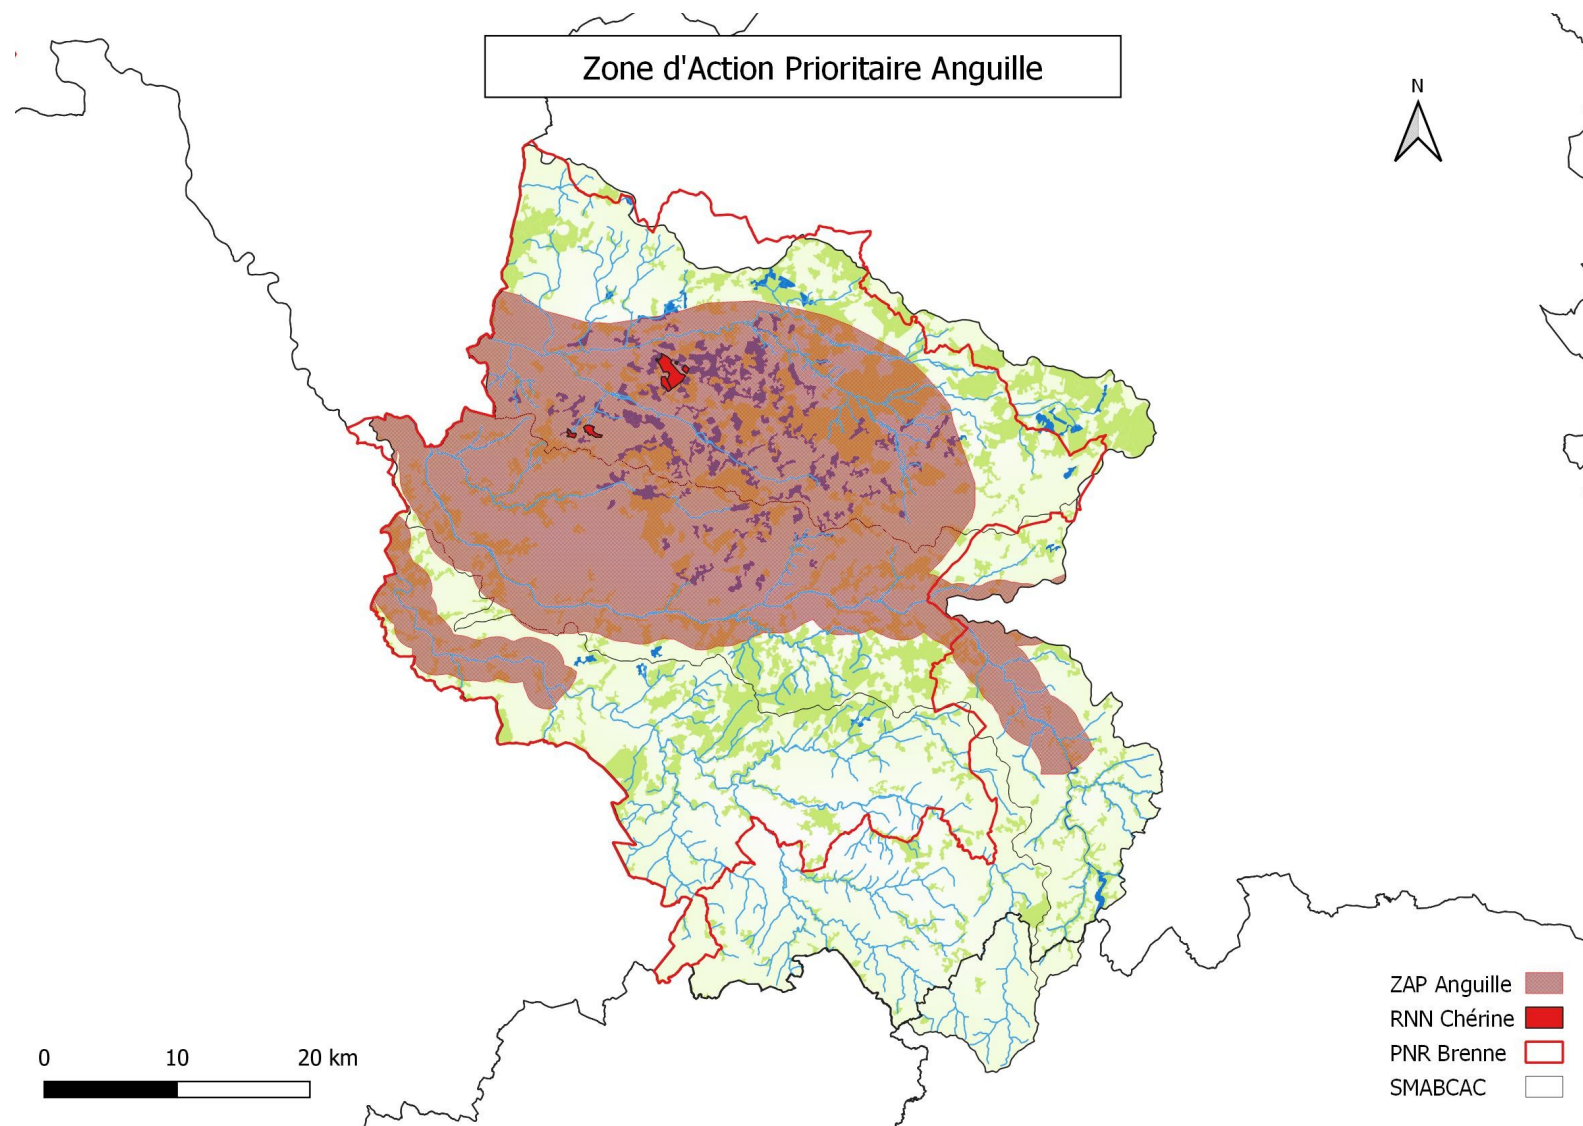 Zone d'Action Prioritaire Anguille
N
ZAP Anguille
RNN Chérine
PNR Brenne
SMABCAC
0 10 20 km